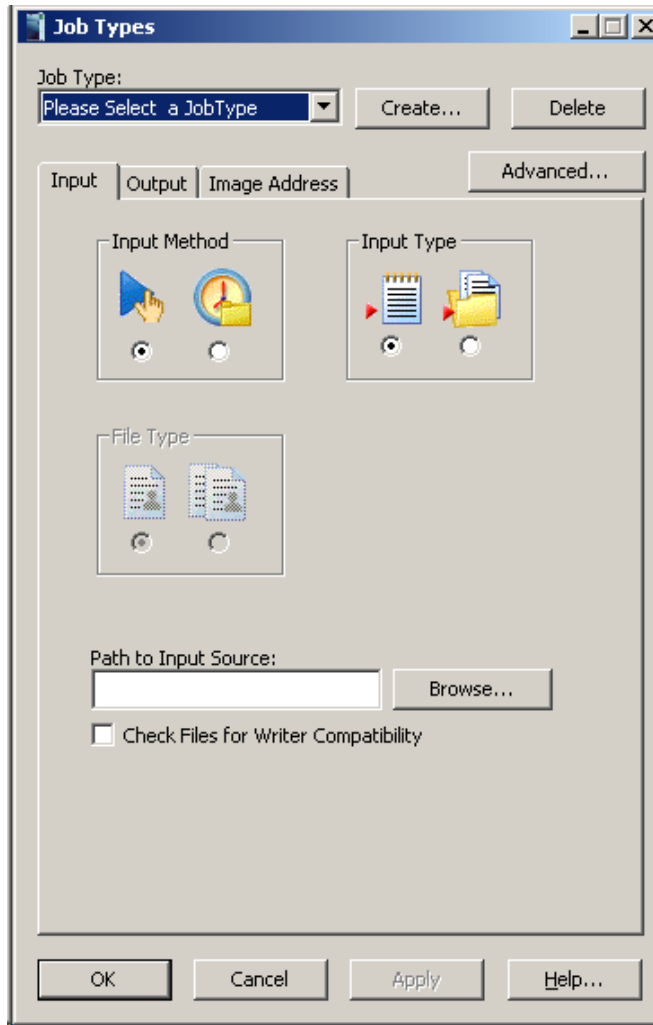 Job Types
Job Type:
Please Select a JobType
Create...
Delete
Advanced...
Input
Output
Image Address
Input Method
Input Type
File Type
Path to Input Source:
Browse...
Check Files for Writer Compatibility
OK
Cancel
Apply
Help...